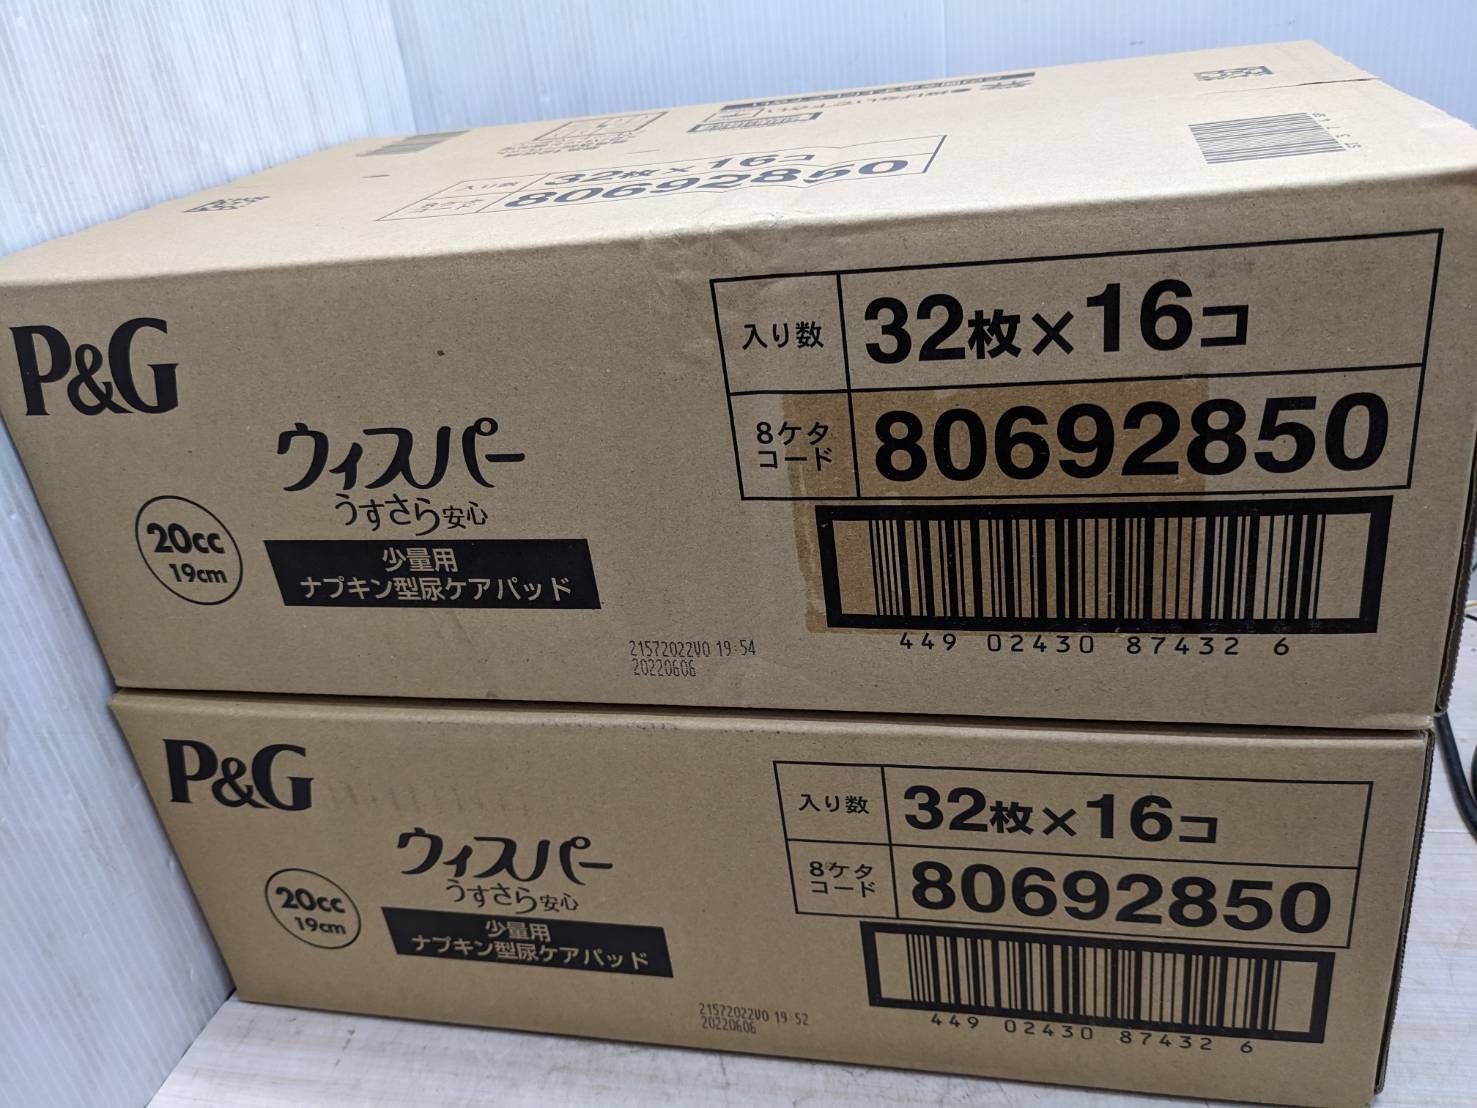 入り数 32枚×16コ
80692850
P&G
ウィスパー
うすさら安心
20cc
19cm
少量用
ナプキン型尿ケアパッド
入り数 32枚×16コ
8ケタ
コード 80692850
449 02430 87432 6
21572022V0 19:54
20220606
P&G
ウィスパー
うすさら安心
20cc
19cm
少量用
ナプキン型尿ケアパッド
入り数 32枚×16コ
8ケタ
コード 80692850
449 02430 87432 6
21572022V0 19:52
20220606